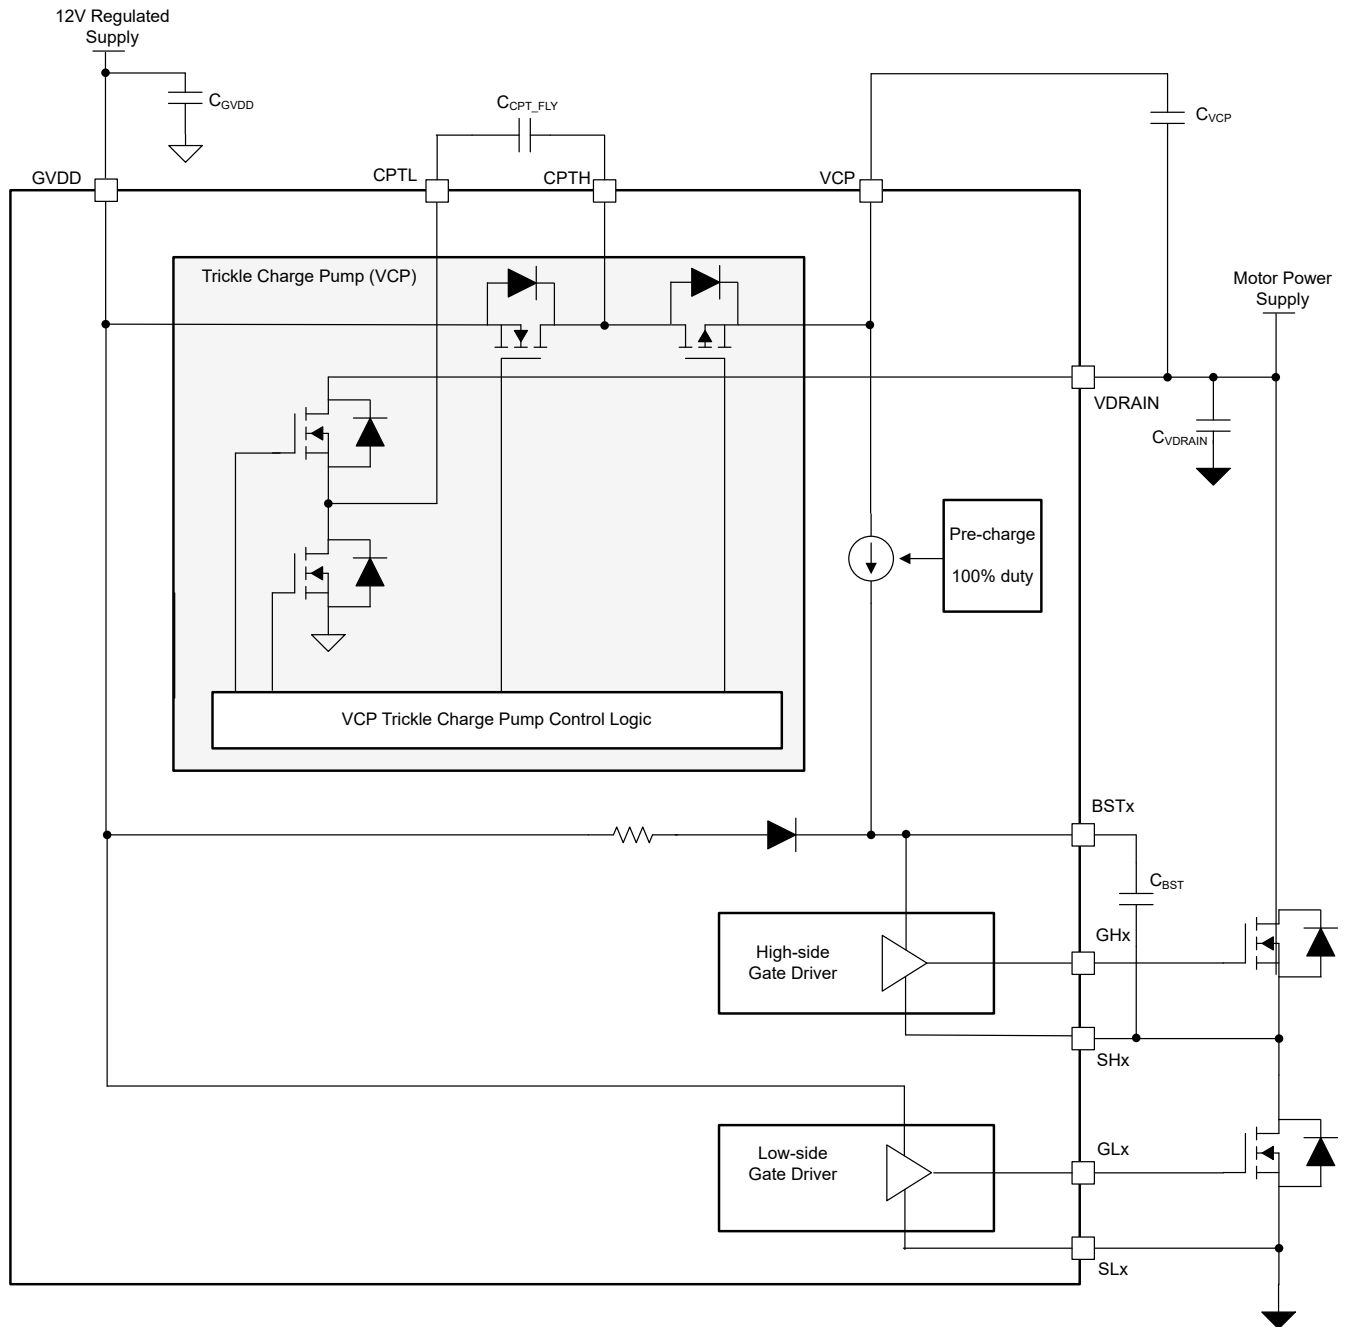 12V Regulated
Supply
CGVDD
CCPT_FLY
CVCP
GVDD
CPTL
CPTH
VCP
Trickle Charge Pump (VCP)
Motor Power
Supply
VDRAIN
CVDRAIN
Pre-charge
100% duty
VCP Trickle Charge Pump Control Logic
BSTx
CBST
High-side
Gate Driver
GHx
SHx
Low-side
Gate Driver
GLx
SLx